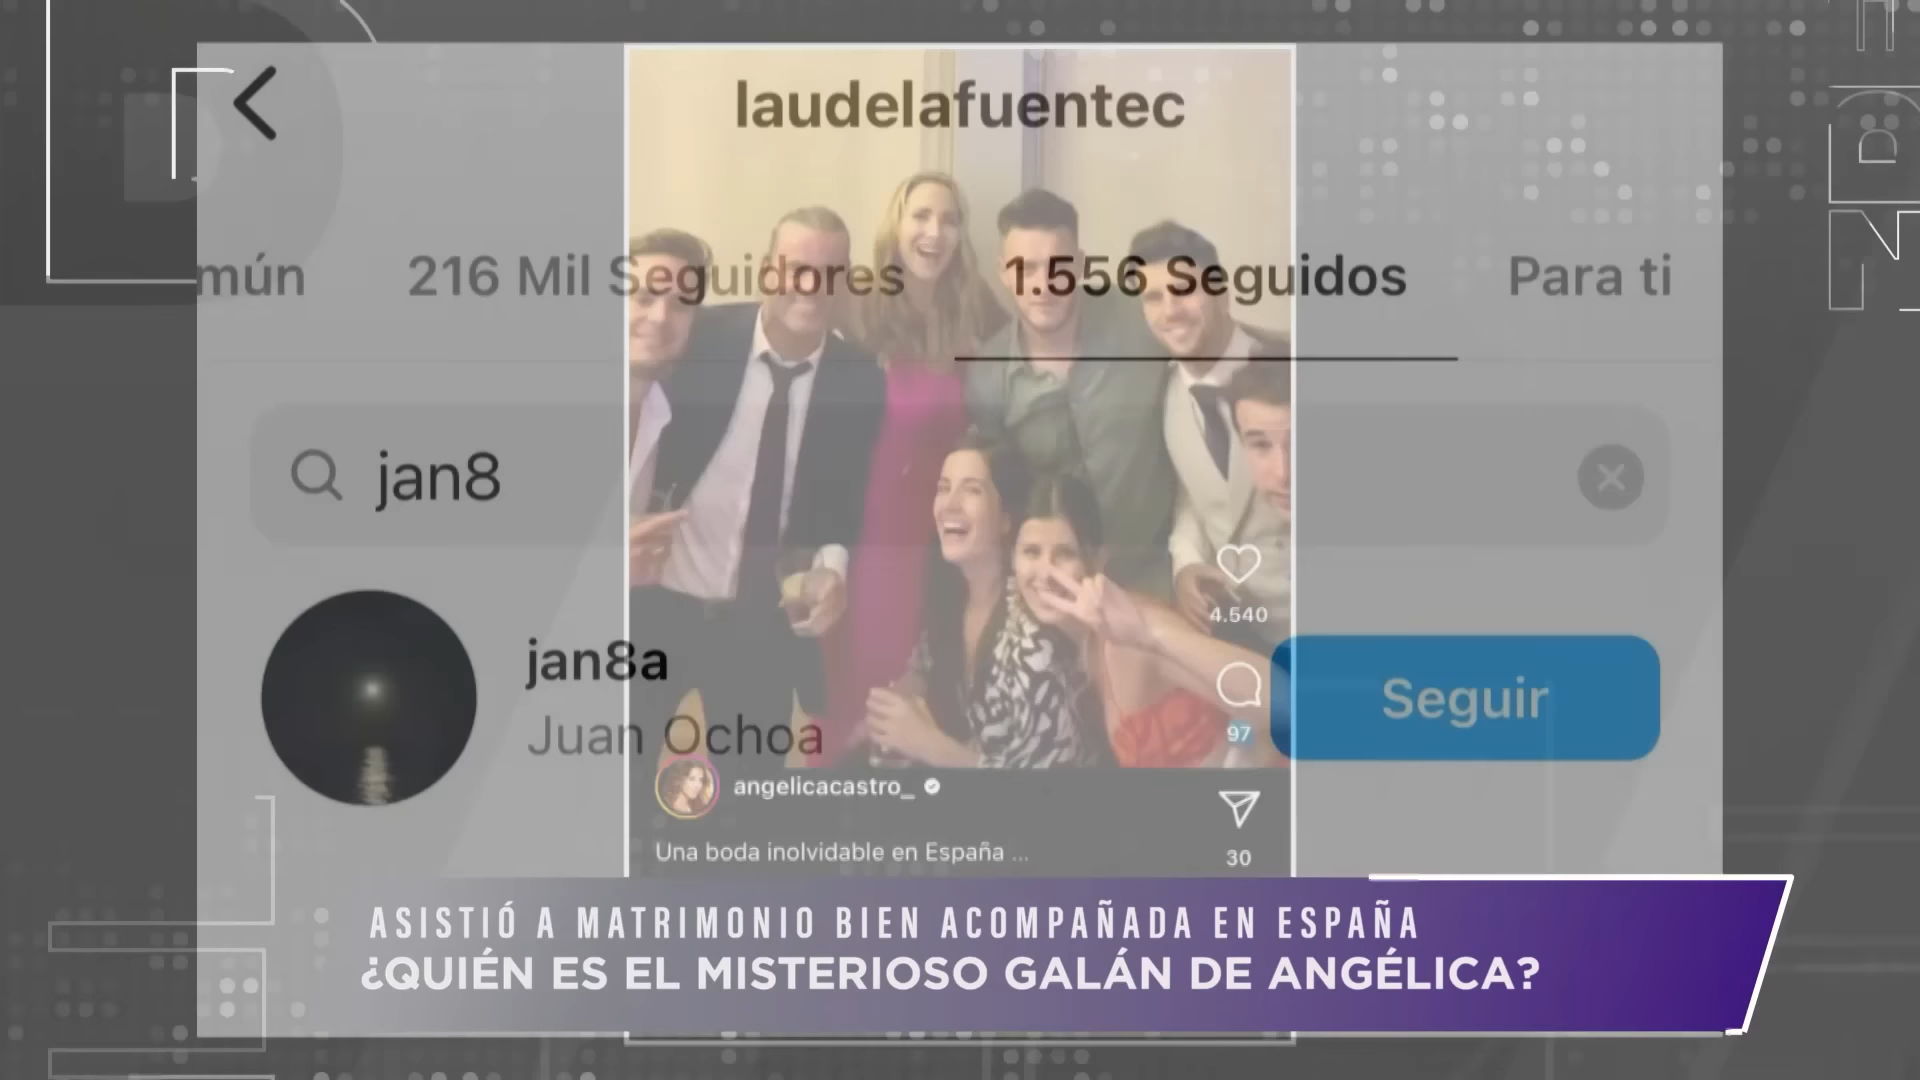 laudelafuentec
mún
216 Mil Seguidores
1.556 Seguidos
Para ti
jan8
jan8a
Juan Ochoa
Seguir
4.540
97
angelicacastro_
30
Una boda inolvidable en España ...
ASISTIÓ A MATRIMONIO BIEN ACOMPAÑADA EN ESPAÑA
¿QUIÉN ES EL MISTERIOSO GALÁN DE ANGÉLICA?